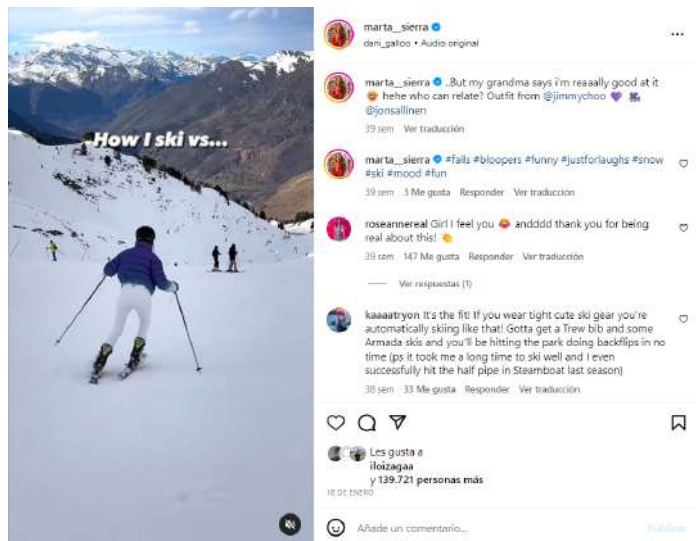 How I ski vs...
marta__sierra
dani_galloo • Audio original
marta__sierra ..But my grandma says i'm reaaally good at it
hehe who can relate? Outfit from @jimmychoo
@jonsallinen
39 sem Ver traducción
marta__sierra #fails #bloopers #funny #justforlaughs #snow
#ski #mood #fun
39 sem 3 Me gusta Responder Ver traducción
roseannereal Girl I feel you 😂 andddd thank you for being
real about this! 👏
39 sem 147 Me gusta Responder Ver traducción
Ver respuestas (1)
kaaaatryon It's the fit! If you wear tight cute ski gear you're
automatically skiing like that! Gotta get a Trew bib and some
Armada skis and you'll be hitting the park doing backflips in no
time (ps it took me a long time to ski well and I even
successfully hit the half pipe in Steamboat last season)
38 sem 33 Me gusta Responder Ver traducción
Les gusta a
iloizagaa
y 139.721 personas más
18 DE ENERO
Añade un comentario...
Publicar